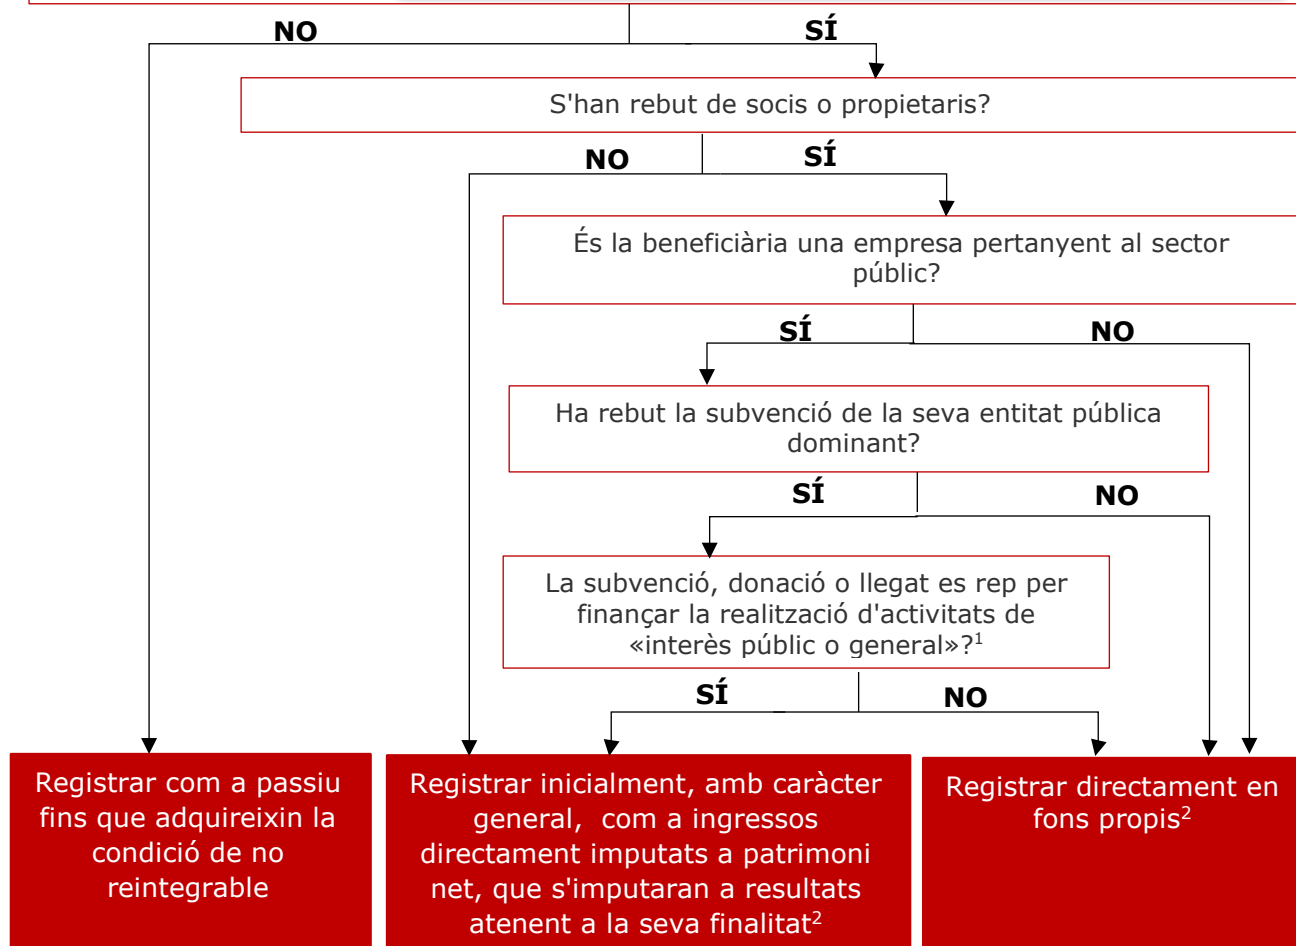 NO
SÍ
S'han rebut de socis o propietaris?
NO
SÍ
És la beneficiària una empresa pertanyent al sector
públic?
SÍ
NO
Ha rebut la subvenció de la seva entitat pública
dominant?
SÍ
NO
La subvenció, donació o llegat es rep per
finançar la realització d'activitats de
«interès públic o general»?¹
SÍ
NO
Registrar com a passiu
fins que adquireixin la
condició de no
reintegrable
Registrar inicialment, amb caràcter
general, com a ingressos
directament imputats a patrimoni
net, que s'imputaran a resultats
atenent a la seva finalitat²
Registrar directament en
fons propis²